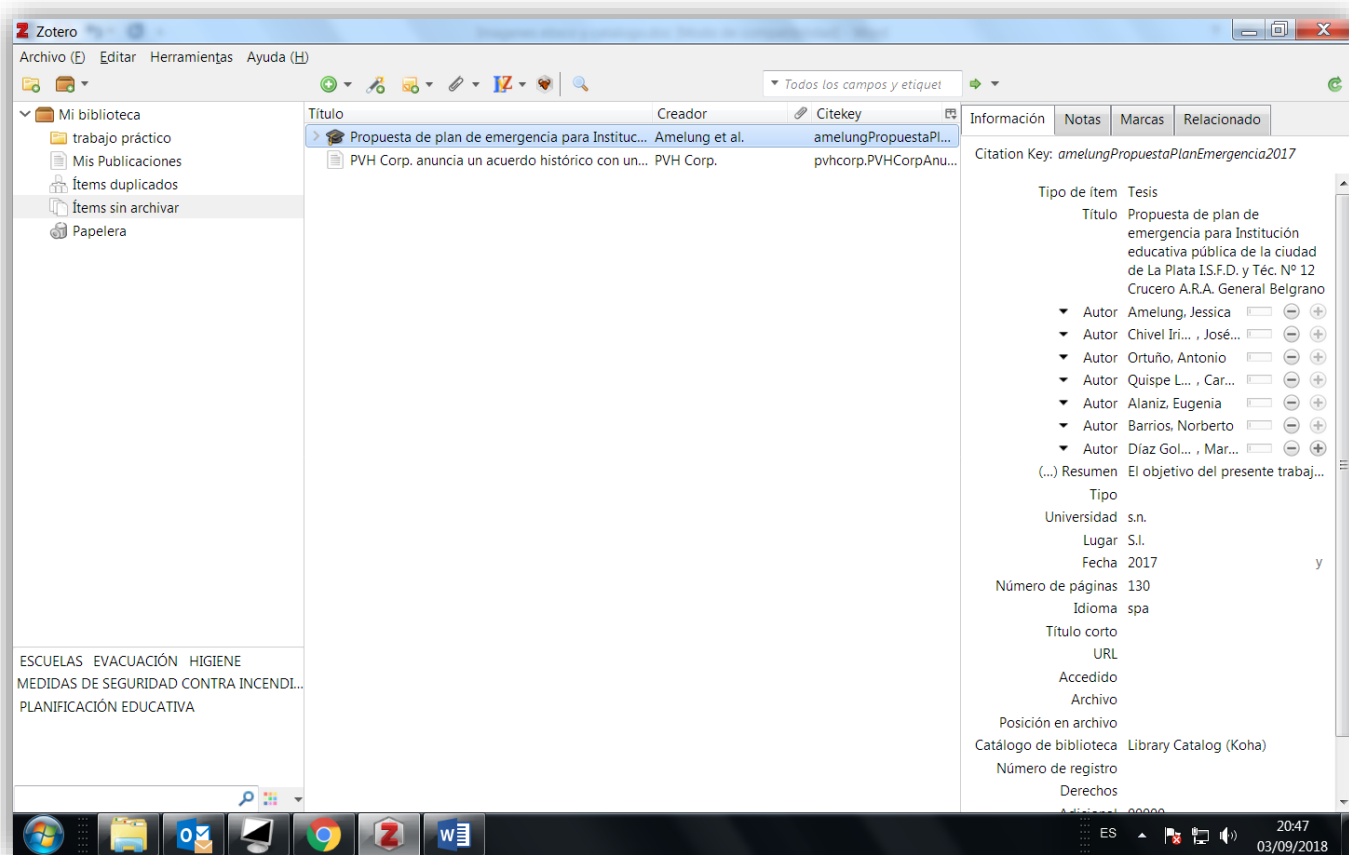 Zotero
Archivo (F) Editar Herramientas Ayuda (H)
Todos los campos y etiquet
Mi biblioteca
trabajo práctico
Mis Publicaciones
Ítems duplicados
Ítems sin archivar
Papelera
ESCUELAS EVACUACIÓN HIGIENE
MEDIDAS DE SEGURIDAD CONTRA INCENDI...
PLANIFICACIÓN EDUCATIVA
Título Creador Citekey
Propuesta de plan de emergencia para Instituc... Amelung et al. amelungPropuestaPl...
PVH Corp. anuncia un acuerdo histórico con un... PVH Corp. pvhcorp.PVHCorpAnu...
Información Notas Marcas Relacionado
Citation Key: amelungPropuestaPlanEmergencia2017
Tipo de ítem Tesis
Título Propuesta de plan de
emergencia para Institución
educativa pública de la ciudad
de La Plata I.S.F.D. y Téc. Nº 12
Crucero A.R.A. General Belgrano
Autor Amelung, Jessica
Autor Chivel Iri... , José...
Autor Ortuño, Antonio
Autor Quispe L... , Car...
Autor Alaniz, Eugenia
Autor Barrios, Norberto
Autor Díaz Gol... , Mar...
(...) Resumen El objetivo del presente trabaj...
Tipo
Universidad s.n.
Lugar S.l.
Fecha 2017 y
Número de páginas 130
Idioma spa
Título corto
URL
Accedido
Archivo
Posición en archivo
Catálogo de biblioteca Library Catalog (Koha)
Número de registro
Derechos
ES 20:47
03/09/2018